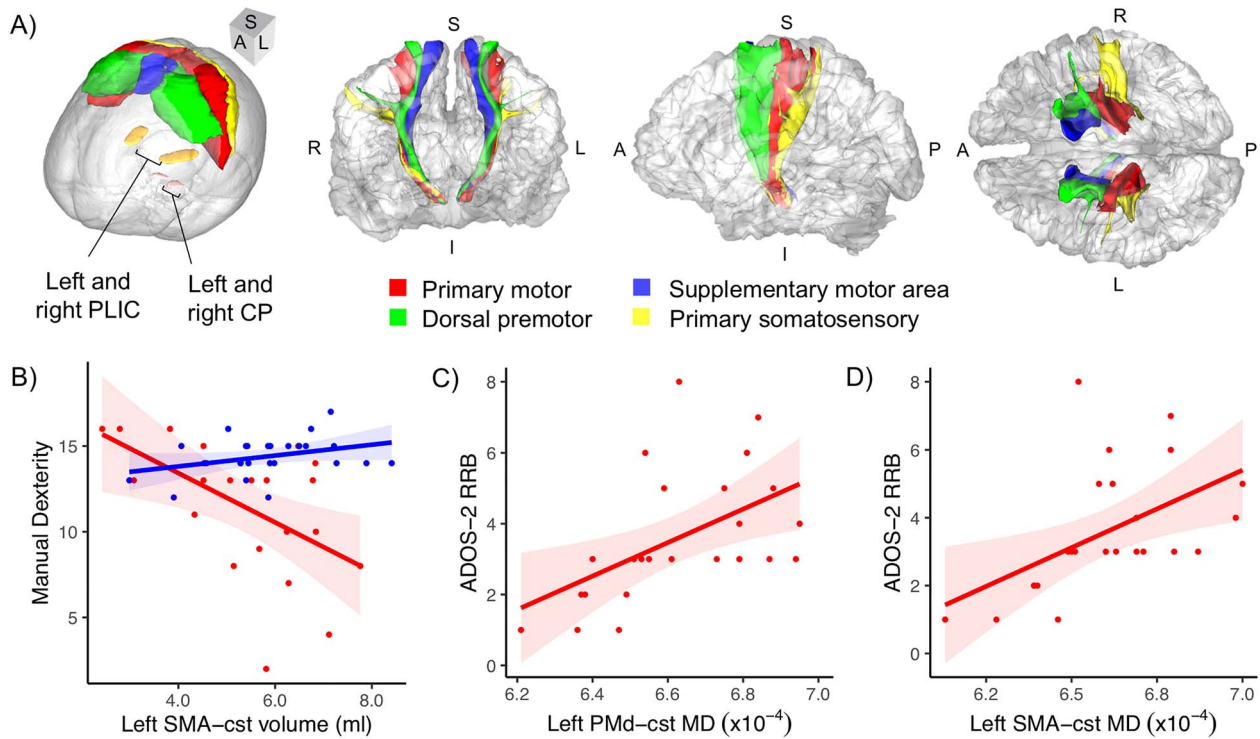 A)
S
A L
S
R
L
I
S
A
P
I
R
A
P
L
Left and
right PLIC
Left and
right CP
Primary motor
Supplementary motor area
Dorsal premotor
Primary somatosensory
B)
Manual Dexterity
15
10
5
4.0 6.0 8.0
Left SMA−cst volume (ml)
C)
ADOS−2 RRB
8
6
4
2
0
6.2 6.4 6.6 6.8 7.0
Left PMd−cst MD (x10⁻⁴)
D)
ADOS−2 RRB
8
6
4
2
0
6.2 6.5 6.8 7.0
Left SMA−cst MD (x10⁻⁴)